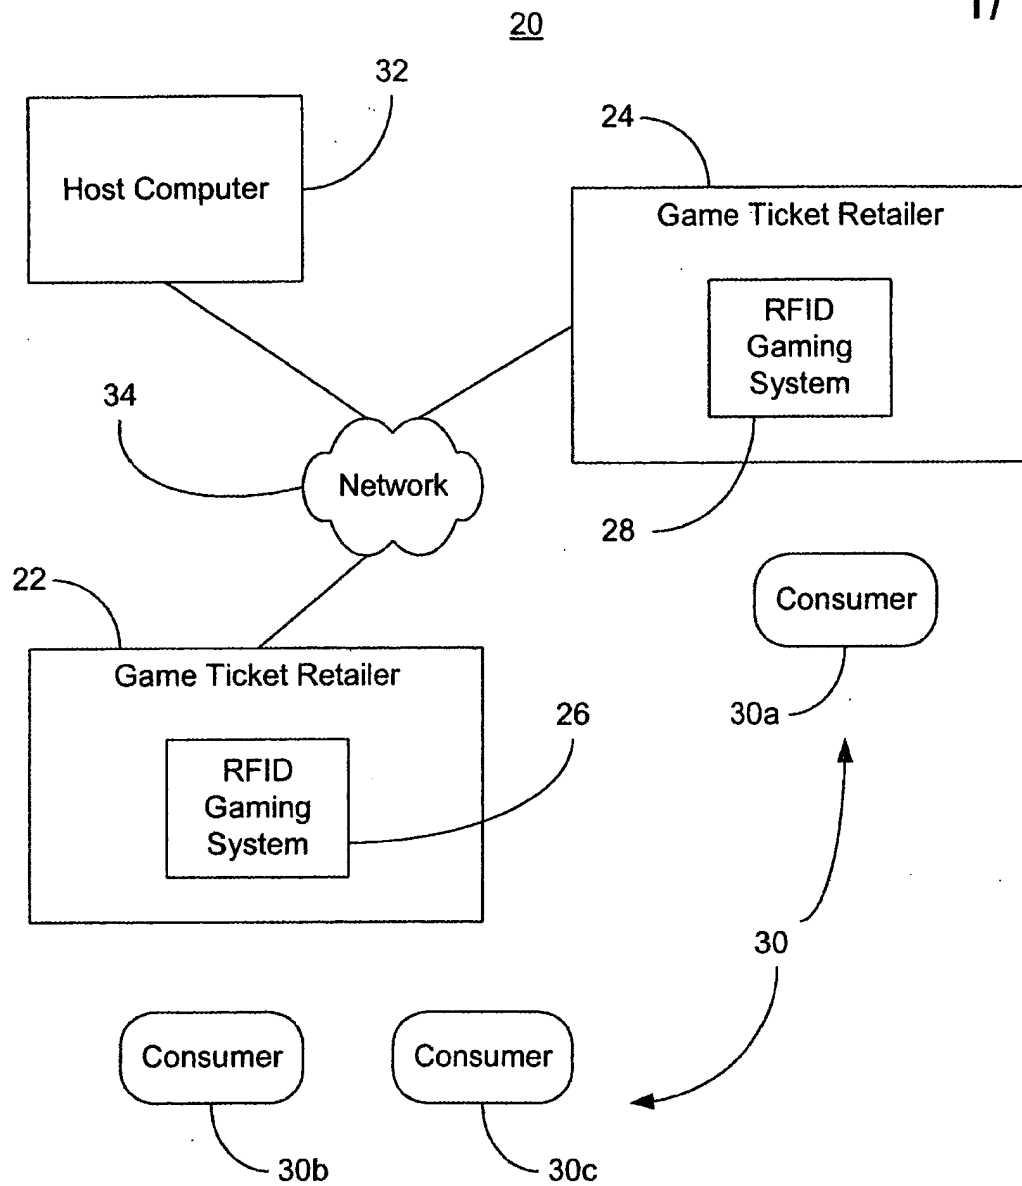 20
32
Host Computer
24
Game Ticket Retailer
RFID
Gaming
System
34
Network
28
22
Consumer
Game Ticket Retailer
30a
26
RFID
Gaming
System
30
Consumer
Consumer
30b
30c